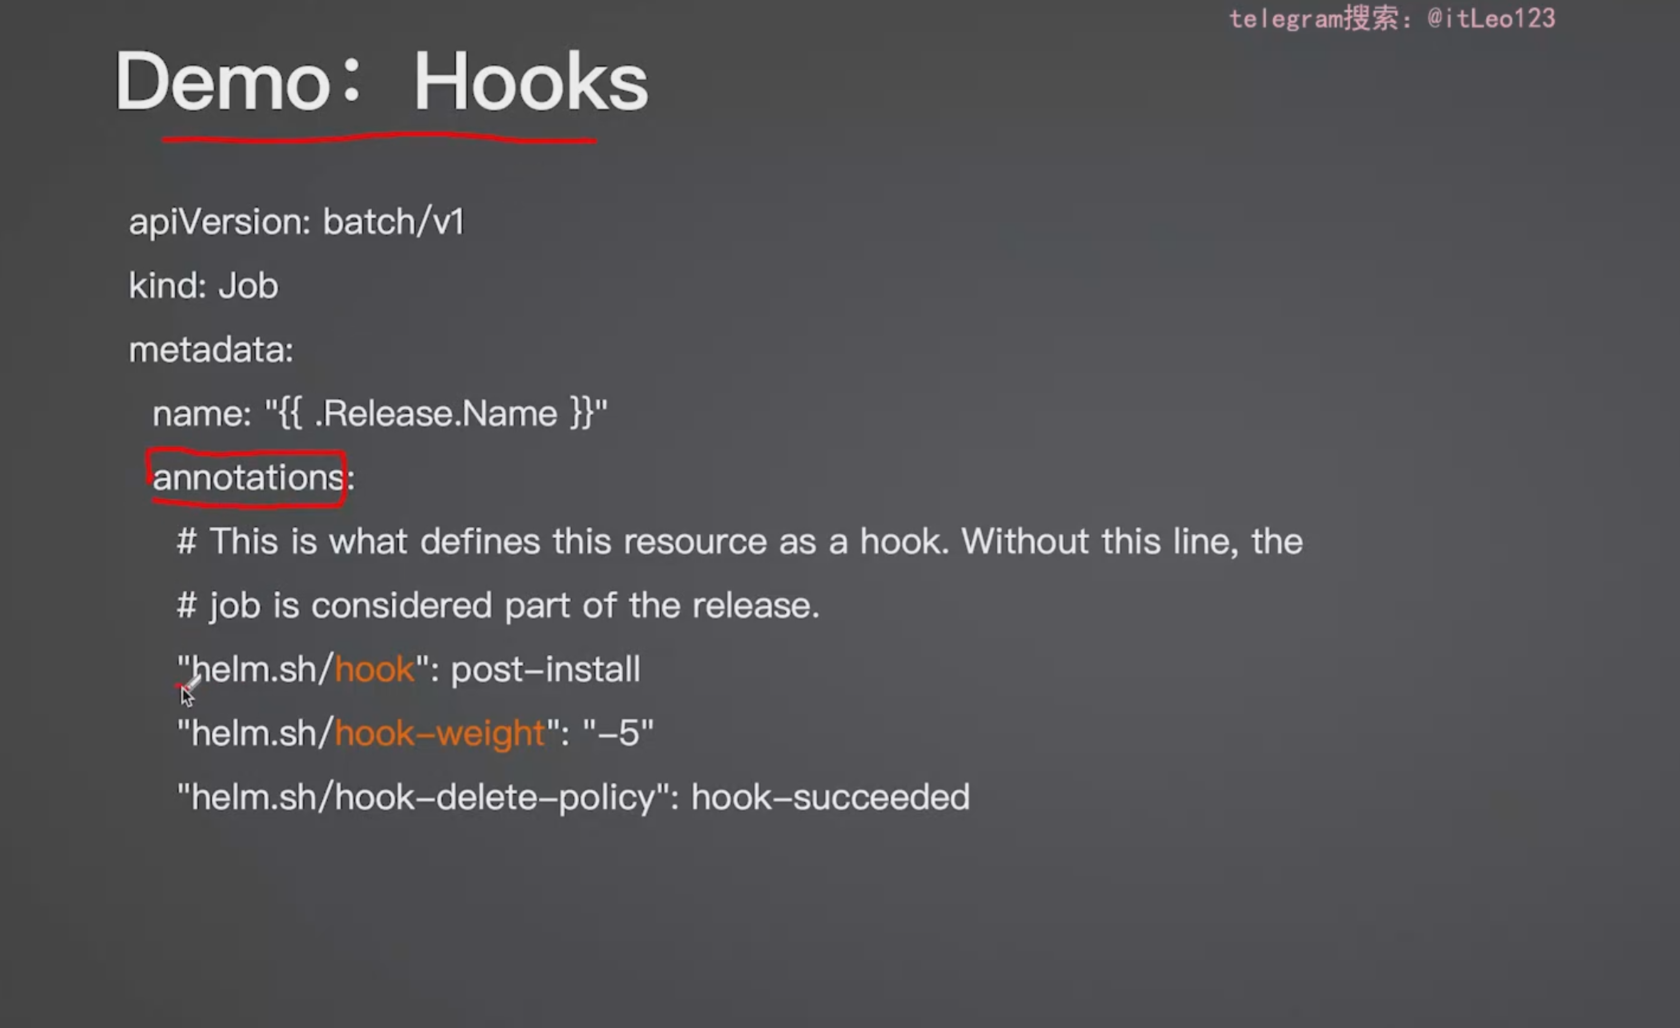 telegram搜索：@itLeo123
Demo：Hooks
apiVersion: batch/v1
kind: Job
metadata:
  name: "{{ .Release.Name }}"
  annotations:
    # This is what defines this resource as a hook. Without this line, the
    # job is considered part of the release.
    "helm.sh/hook": post-install
    "helm.sh/hook-weight": "-5"
    "helm.sh/hook-delete-policy": hook-succeeded